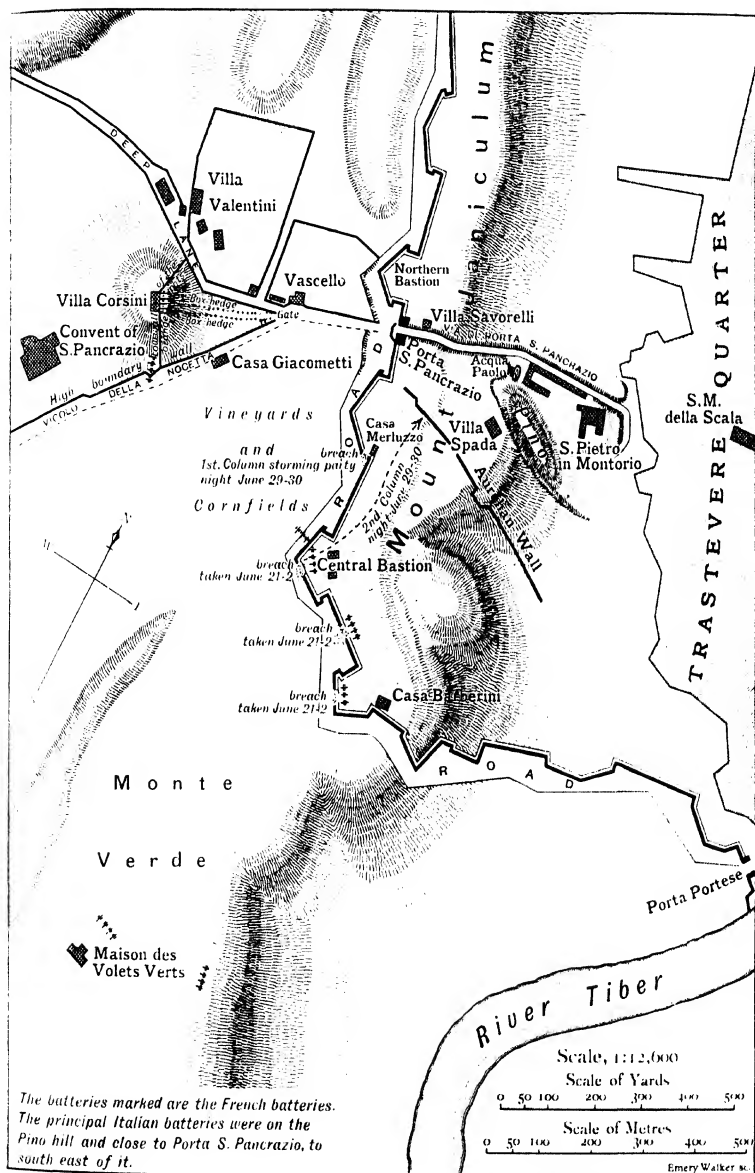 DEEP LANE
Villa
Valentini
Mount Janiculum
Northern
Bastion
Vascello
Villa Corsini
Box-hedge
Box-hedge
Gate
Convent of
S. Pancrazio
High boundary wall
VICOLO DELLA NOCETTA
Casa Giacometti
Villa Savorelli
VIA PORTA S. PANCRAZIO
Porta
S. Pancrazio
Acqua
Paolo
Pino
S. Pietro
in Montorio
S.M.
della Scala
TRASTEVERE QUARTER
Villa
Spada
Aurelian Wall
ROAD
Vineyards
and
Cornfields
Casa
Merluzzo
breach
1st. Column storming party
night June 29-30
2nd. Column
night June 29-30
breach
taken June 21-2
Central Bastion
breach
taken June 21-2
breach
taken June 21-2
Casa Barberini
ROAD
Monte
Verde
Porta Portese
Maison des
Volets Verts
River Tiber
Scale, 1:12,000
Scale of Yards
0 50 100 200 300 400 500
Scale of Metres
0 50 100 200 300 400 500
The batteries marked are the French batteries.
The principal Italian batteries were on the
Pino hill and close to Porta S. Pancrazio, to
south east of it.
Emery Walker sc.